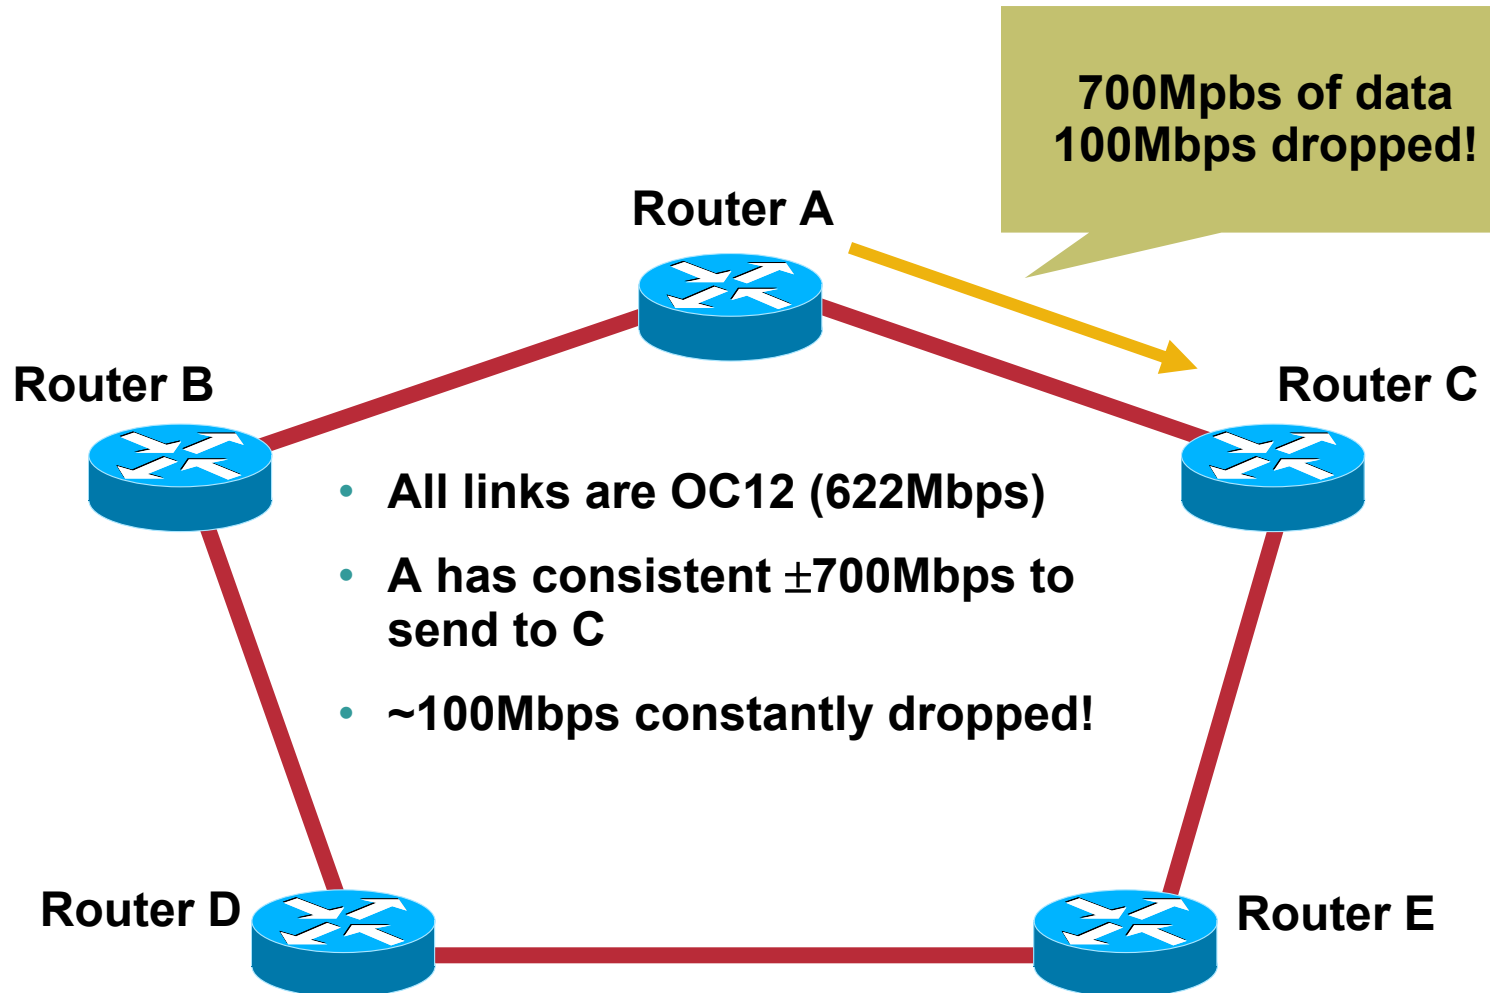 700Mpbs of data
100Mbps dropped!
Router A
Router B
Router C
• All links are OC12 (622Mbps)
• A has consistent ±700Mbps to
send to C
• ~100Mbps constantly dropped!
Router D
Router E